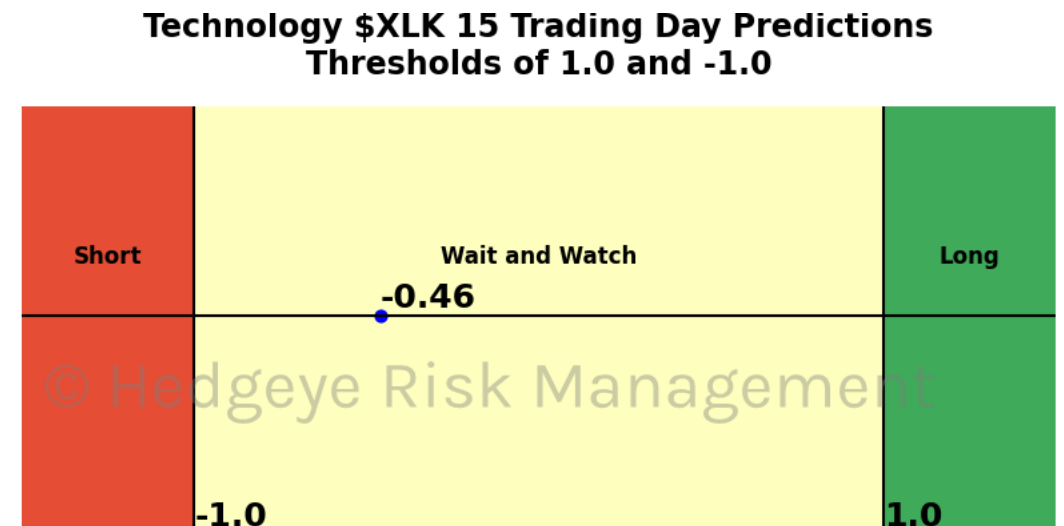 Technology $XLK 15 Trading Day Predictions
Thresholds of 1.0 and -1.0
Short
Wait and Watch
Long
-0.46
© Hedgeye Risk Management
-1.0
1.0